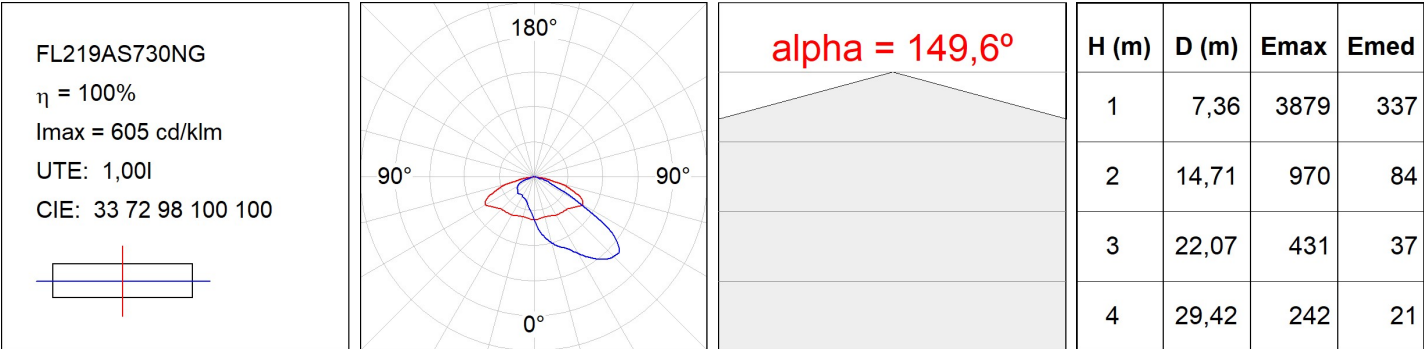 FL219AS730NG
η = 100%
Imax = 605 cd/klm
UTE: 1,00I
CIE: 33 72 98 100 100
180°
90° 90°
0°
alpha = 149,6º
H (m) D (m) Emax Emed
1 7,36 3879 337
2 14,71 970 84
3 22,07 431 37
4 29,42 242 21